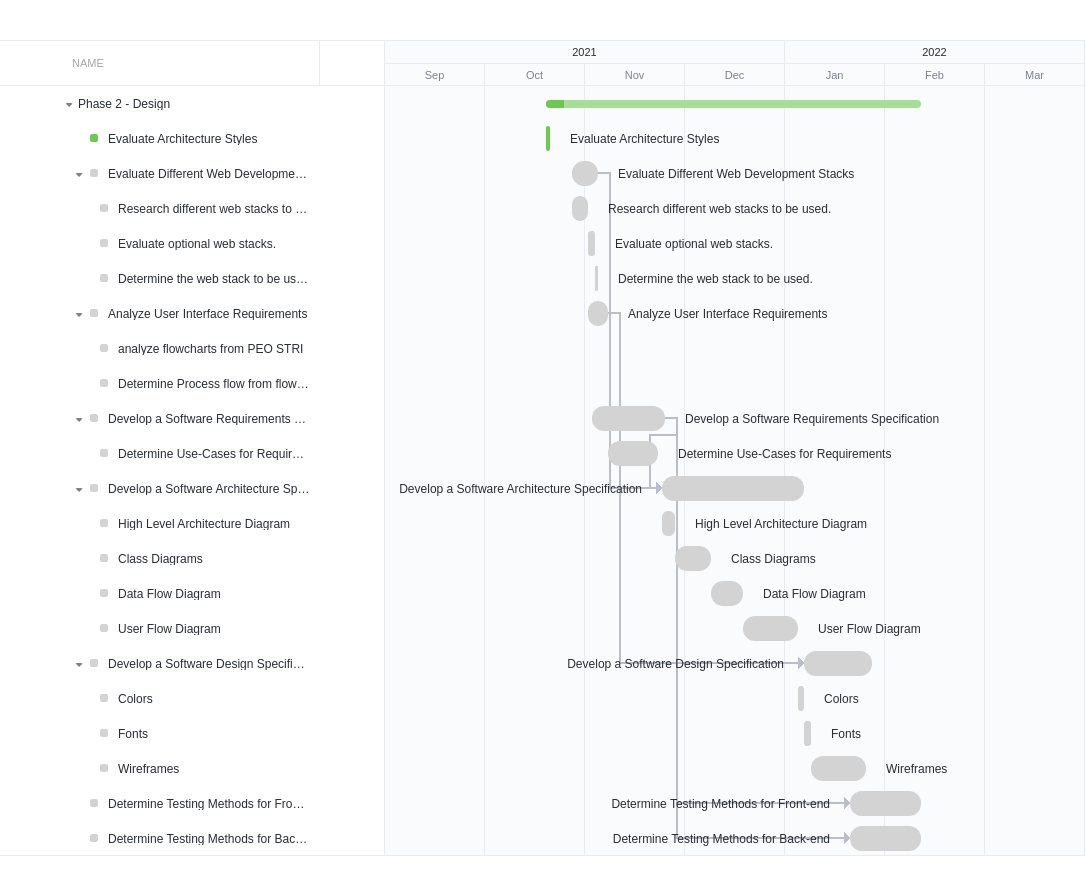 2021 2022
NAME
Sep Oct Nov Dec Jan Feb Mar
Phase 2 - Design
Evaluate Architecture Styles Evaluate Architecture Styles
Evaluate Different Web Developme… Evaluate Different Web Development Stacks
Research different web stacks to … Research different web stacks to be used.
Evaluate optional web stacks. Evaluate optional web stacks.
Determine the web stack to be us… Determine the web stack to be used.
Analyze User Interface Requirements Analyze User Interface Requirements
analyze flowcharts from PEO STRI
Determine Process flow from flow…
Develop a Software Requirements … Develop a Software Requirements Specification
Determine Use-Cases for Requir… Determine Use-Cases for Requirements
Develop a Software Architecture Sp… Develop a Software Architecture Specification
High Level Architecture Diagram High Level Architecture Diagram
Class Diagrams Class Diagrams
Data Flow Diagram Data Flow Diagram
User Flow Diagram User Flow Diagram
Develop a Software Design Specifi… Develop a Software Design Specification
Colors Colors
Fonts Fonts
Wireframes Wireframes
Determine Testing Methods for Fro… Determine Testing Methods for Front-end
Determine Testing Methods for Bac… Determine Testing Methods for Back-end